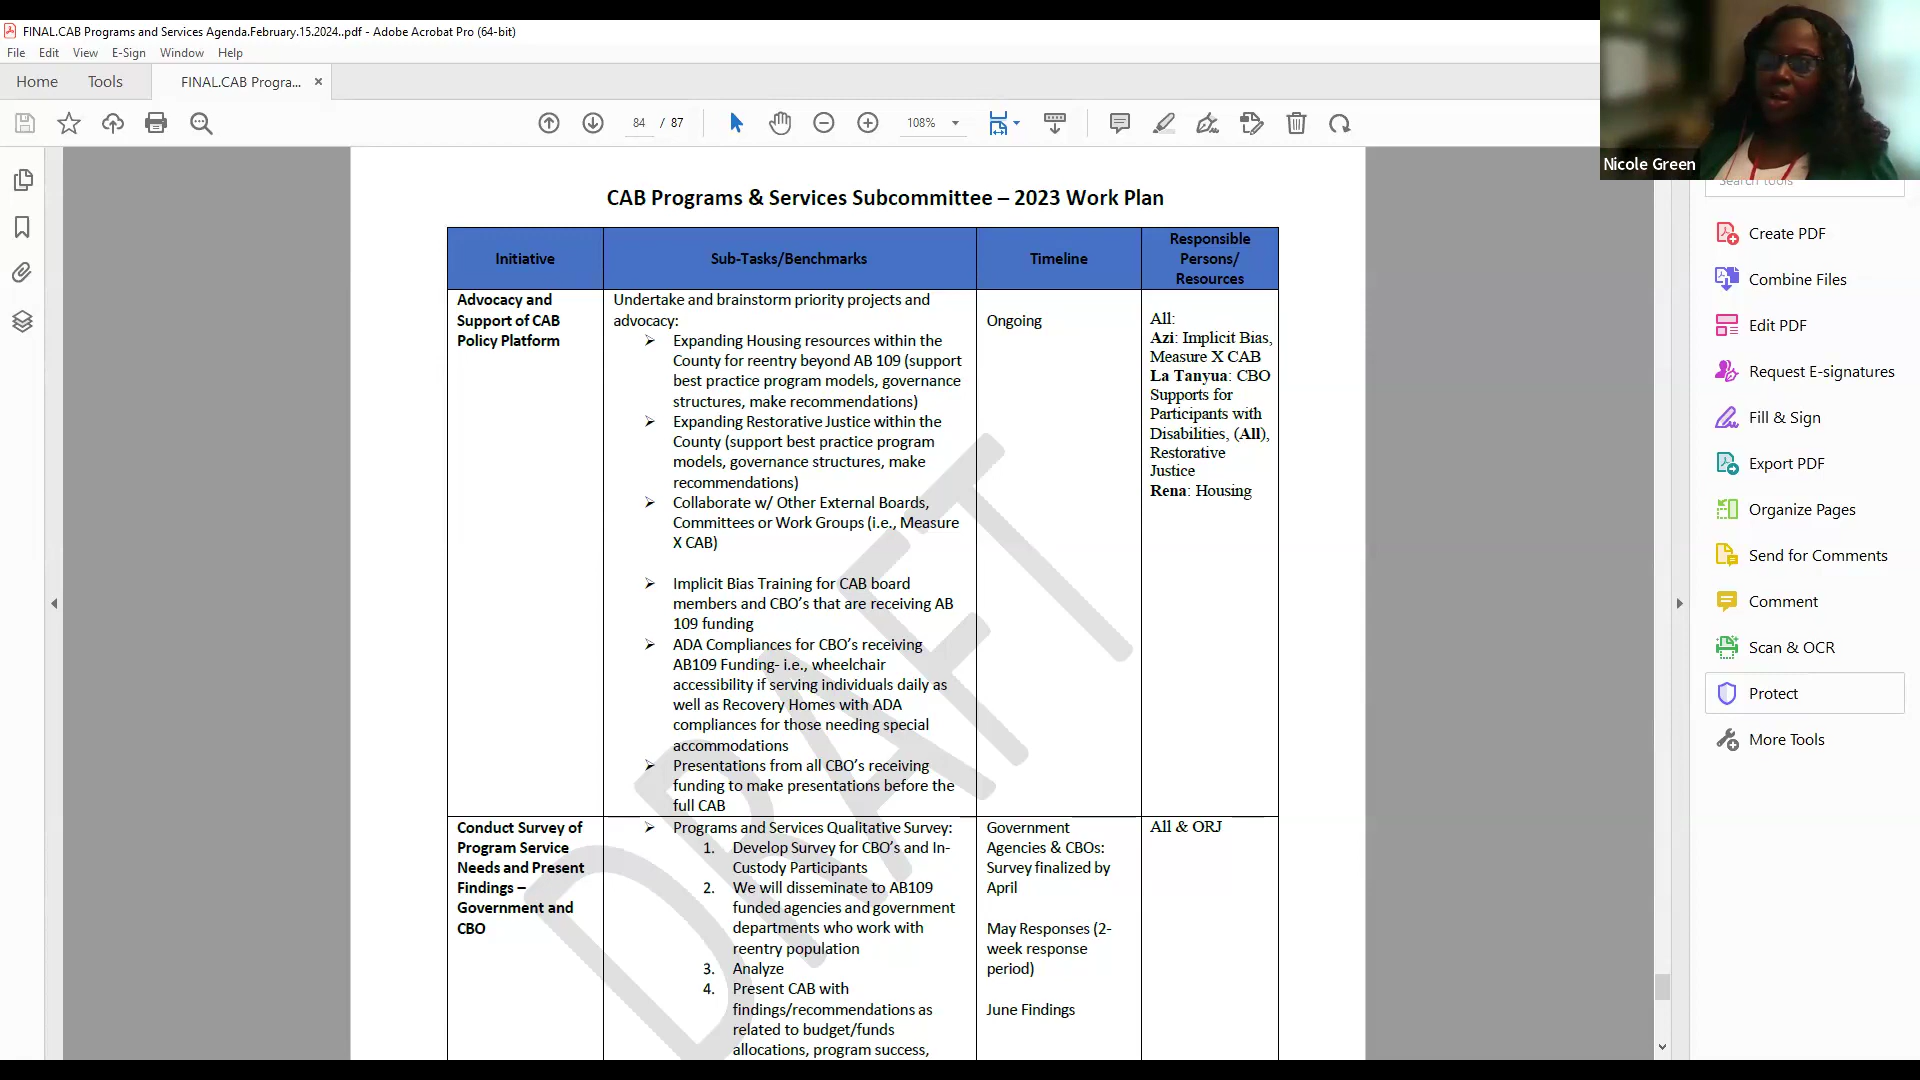 FINAL.CAB Programs and Services Agenda.February.15.2024..pdf - Adobe Acrobat Pro (64-bit)
File Edit View E-Sign Window Help
Home Tools FINAL.CAB Progra... ×
84 / 87 108%
Nicole Green
Search tools
CAB Programs & Services Subcommittee – 2023 Work Plan
Initiative
Sub-Tasks/Benchmarks
Timeline
Responsible
Persons/
Resources
Advocacy and
Support of CAB
Policy Platform
Undertake and brainstorm priority projects and
advocacy:
➢ Expanding Housing resources within the
County for reentry beyond AB 109 (support
best practice program models, governance
structures, make recommendations)
➢ Expanding Restorative Justice within the
County (support best practice program
models, governance structures, make
recommendations)
➢ Collaborate w/ Other External Boards,
Committees or Work Groups (i.e., Measure
X CAB)
➢ Implicit Bias Training for CAB board
members and CBO’s that are receiving AB
109 funding
➢ ADA Compliances for CBO’s receiving
AB109 Funding- i.e., wheelchair
accessibility if serving individuals daily as
well as Recovery Homes with ADA
compliances for those needing special
accommodations
➢ Presentations from all CBO’s receiving
funding to make presentations before the
full CAB
Ongoing
All:
Azi: Implicit Bias,
Measure X CAB
La Tanyua: CBO
Supports for
Participants with
Disabilities, (All),
Restorative
Justice
Rena: Housing
Conduct Survey of
Program Service
Needs and Present
Findings –
Government and
CBO
➢ Programs and Services Qualitative Survey:
1. Develop Survey for CBO’s and In-
Custody Participants
2. We will disseminate to AB109
funded agencies and government
departments who work with
reentry population
3. Analyze
4. Present CAB with
findings/recommendations as
related to budget/funds
allocations, program success,
Government
Agencies & CBOs:
Survey finalized by
April
May Responses (2-
week response
period)
June Findings
All & ORJ
DRAFT
Create PDF
Combine Files
Edit PDF
Request E-signatures
Fill & Sign
Export PDF
Organize Pages
Send for Comments
Comment
Scan & OCR
Protect
More Tools